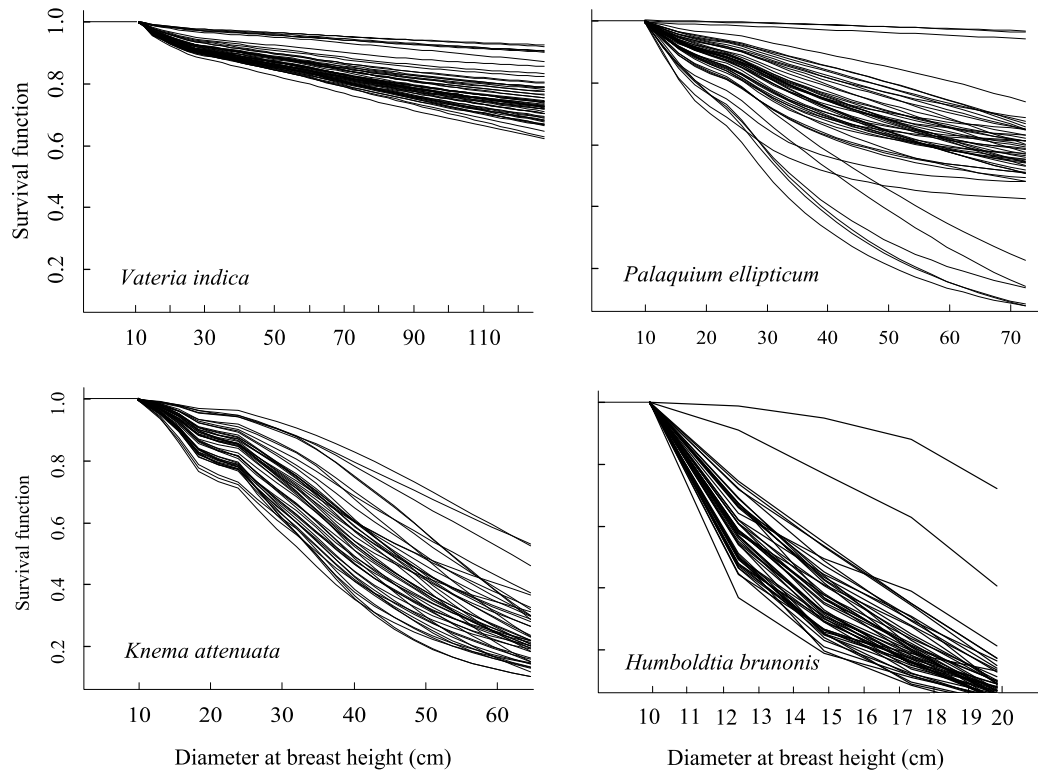 Survival function
1.0
0.8
0.6
0.4
0.2
Vateria indica
10 30 50 70 90 110
Palaquium ellipticum
10 20 30 40 50 60 70
Survival function
1.0
0.8
0.6
0.4
0.2
Knema attenuata
10 20 30 40 50 60
Diameter at breast height (cm)
Humboldtia brunonis
10 11 12 13 14 15 16 17 18 19 20
Diameter at breast height (cm)